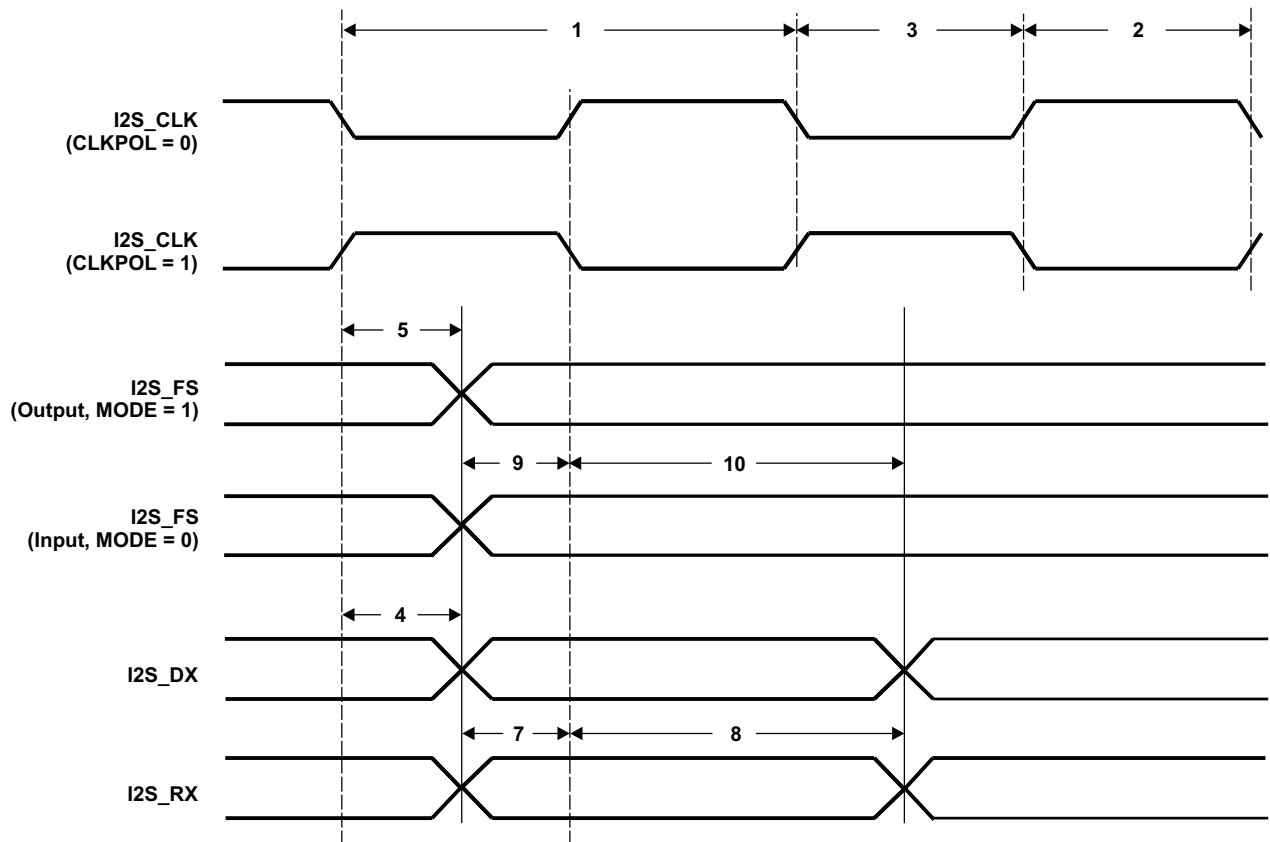 1
3
2
I2S_CLK
(CLKPOL = 0)
I2S_CLK
(CLKPOL = 1)
5
I2S_FS
(Output, MODE = 1)
9
10
I2S_FS
(Input, MODE = 0)
4
I2S_DX
7
8
I2S_RX